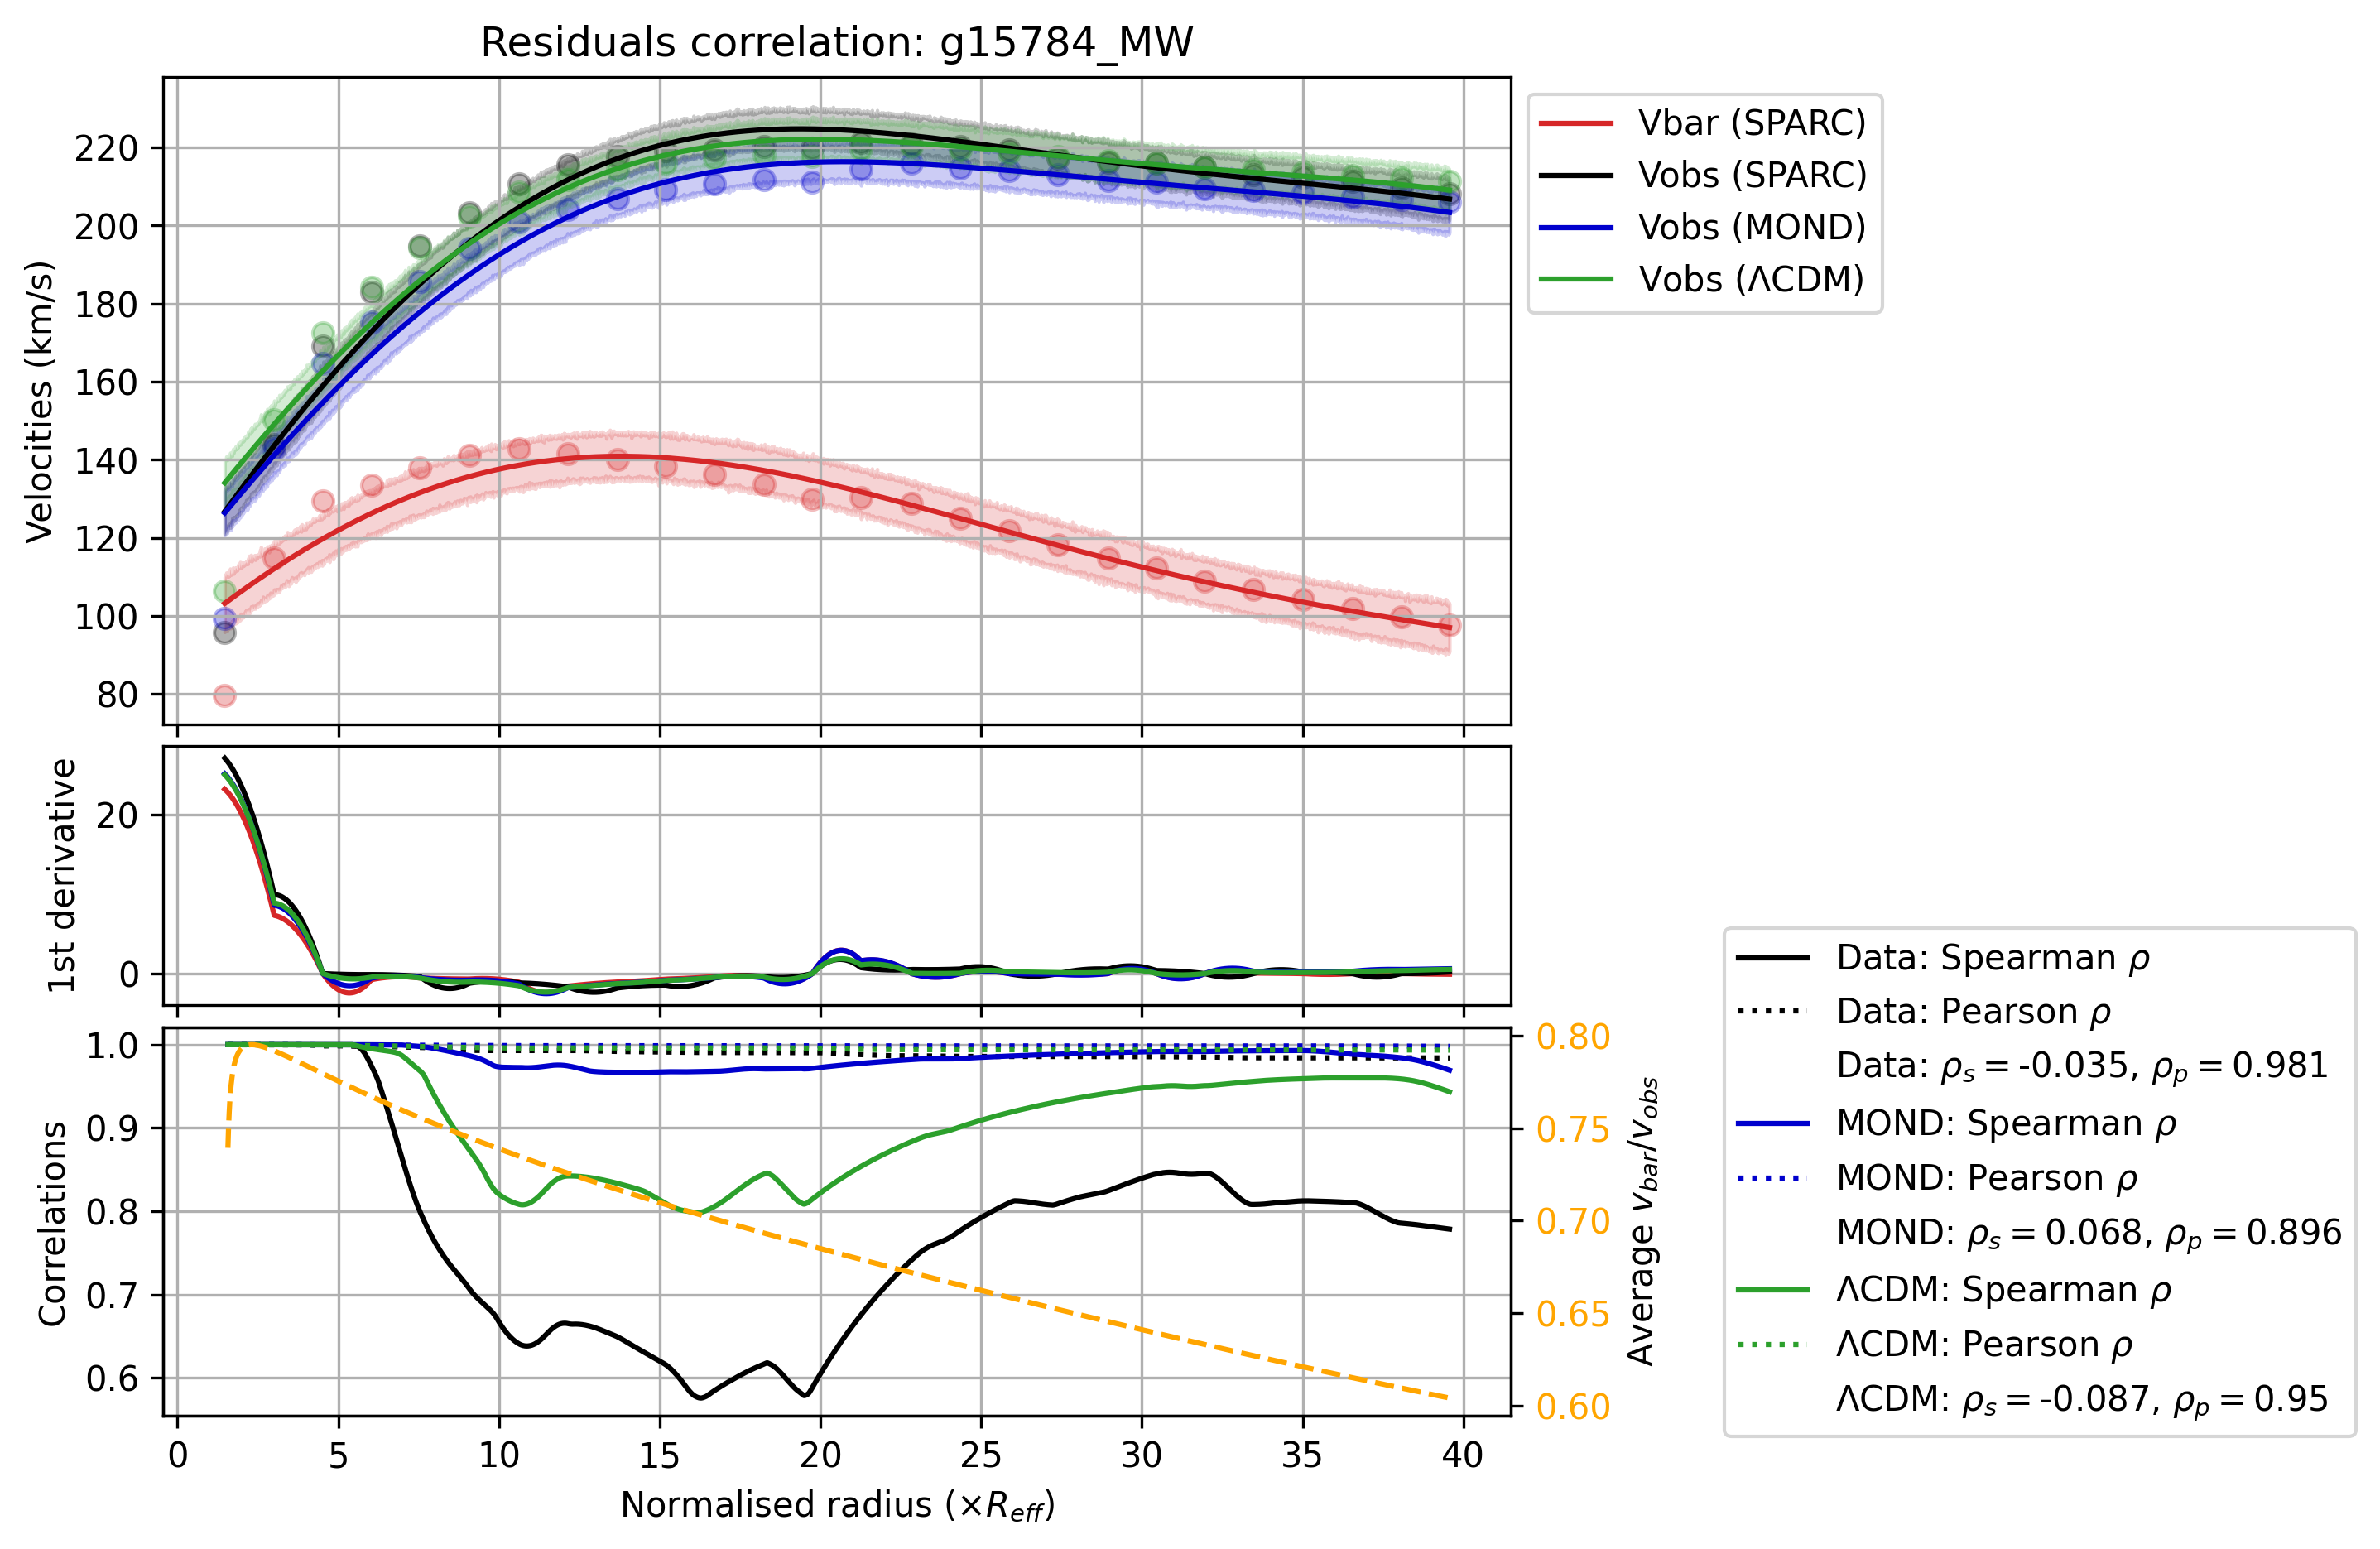 Residuals correlation: g15784_MW
Velocities (km/s)
220
200
180
160
140
120
100
80
Vbar (SPARC)
Vobs (SPARC)
Vobs (MOND)
Vobs (ΛCDM)
1st derivative
20
0
Correlations
1.0
0.9
0.8
0.7
0.6
0.80
0.75
0.70
0.65
0.60
Average v_bar/v_obs
0 5 10 15 20 25 30 35 40
Normalised radius (×R_eff)
Data: Spearman ρ
Data: Pearson ρ
Data: ρ_s = -0.035, ρ_p = 0.981
MOND: Spearman ρ
MOND: Pearson ρ
MOND: ρ_s = 0.068, ρ_p = 0.896
ΛCDM: Spearman ρ
ΛCDM: Pearson ρ
ΛCDM: ρ_s = -0.087, ρ_p = 0.95